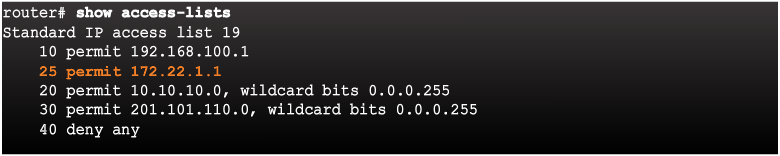 router# show access-lists
Standard IP access list 19
10 permit 192.168.100.1
25 permit 172.22.1.1
20 permit 10.10.10.0, wildcard bits 0.0.0.255
30 permit 201.101.110.0, wildcard bits 0.0.0.255
40 deny any